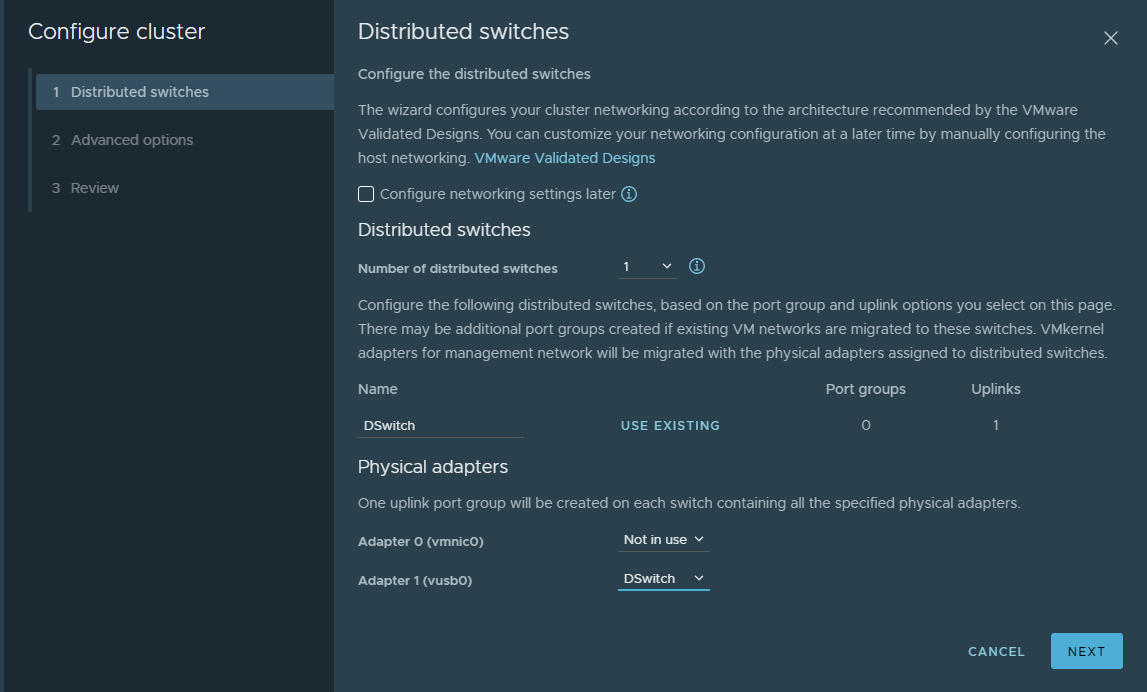 Configure cluster
1 Distributed switches
2 Advanced options
3 Review
Distributed switches
Configure the distributed switches
The wizard configures your cluster networking according to the architecture recommended by the VMware
Validated Designs. You can customize your networking configuration at a later time by manually configuring the
host networking. VMware Validated Designs
Configure networking settings later
Distributed switches
Number of distributed switches 1
Configure the following distributed switches, based on the port group and uplink options you select on this page.
There may be additional port groups created if existing VM networks are migrated to these switches. VMkernel
adapters for management network will be migrated with the physical adapters assigned to distributed switches.
Name Port groups Uplinks
DSwitch USE EXISTING 0 1
Physical adapters
One uplink port group will be created on each switch containing all the specified physical adapters.
Adapter 0 (vmnic0) Not in use
Adapter 1 (vusb0) DSwitch
CANCEL NEXT